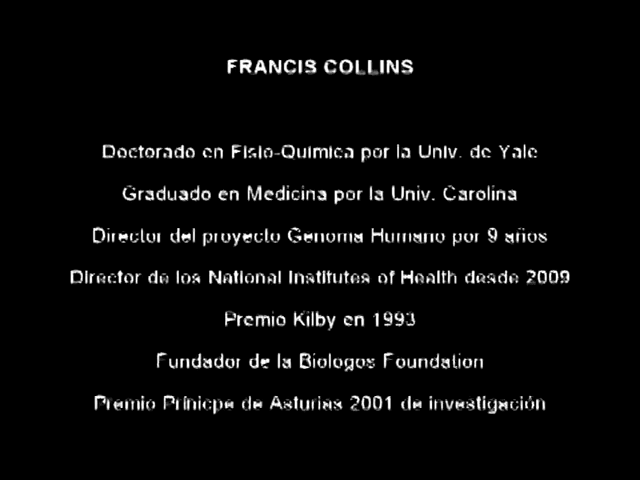 FRANCIS COLLINS
Doctorado en Fisio-Química por la Univ. de Yale
Graduado en Medicina por la Univ. Carolina
Director del proyecto Genoma Humano por 9 años
Director de los National Institutes of Health desde 2009
Premio Kilby en 1993
Fundador de la Biologos Foundation
Premio Prínicpe de Asturias 2001 de investigación